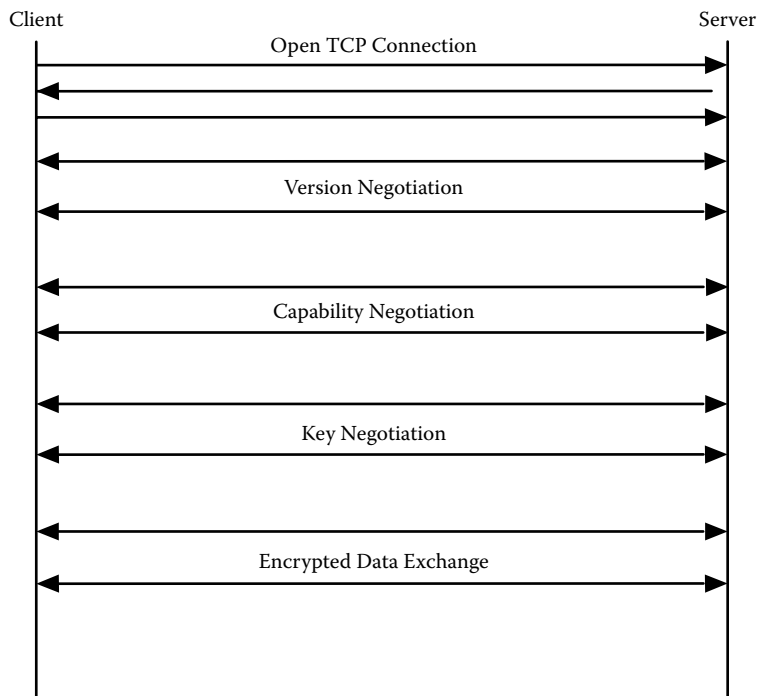 Client
Server
Open TCP Connection
Version Negotiation
Capability Negotiation
Key Negotiation
Encrypted Data Exchange